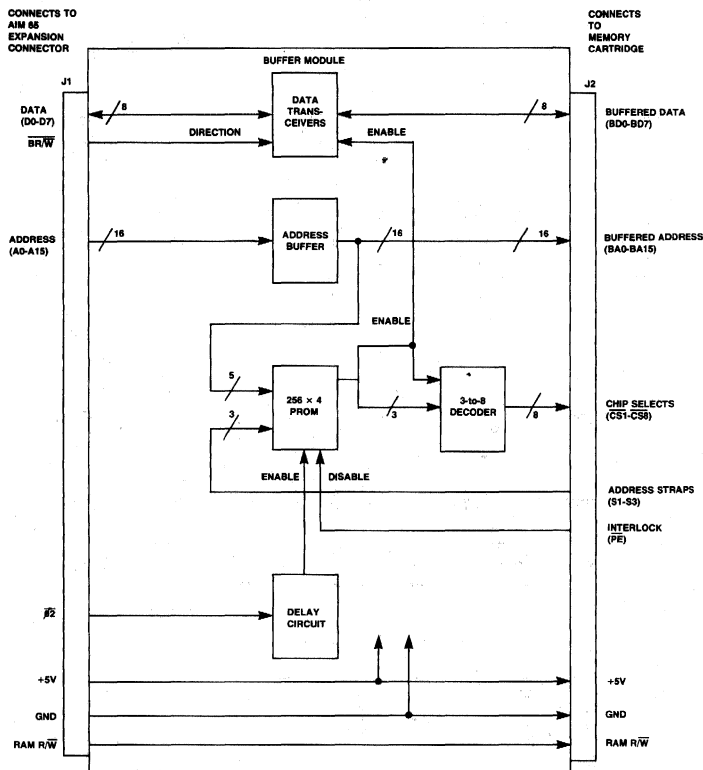 CONNECTS TO
AIM 65
EXPANSION
CONNECTOR
CONNECTS
TO
MEMORY
CARTRIDGE
BUFFER MODULE
J1
J2
DATA
(D0-D7)
8
DATA
TRANS-
CEIVERS
8
BUFFERED DATA
(BD0-BD7)
BR/W
DIRECTION
ENABLE
ADDRESS
(A0-A15)
16
ADDRESS
BUFFER
16
16
BUFFERED ADDRESS
(BA0-BA15)
ENABLE
5
3
256 × 4
PROM
3
3-to-8
DECODER
8
CHIP SELECTS
(CS1-CS8)
ENABLE
DISABLE
ADDRESS STRAPS
(S1-S3)
INTERLOCK
(PE)
ø2
DELAY
CIRCUIT
+5V
+5V
GND
GND
RAM R/W
RAM R/W